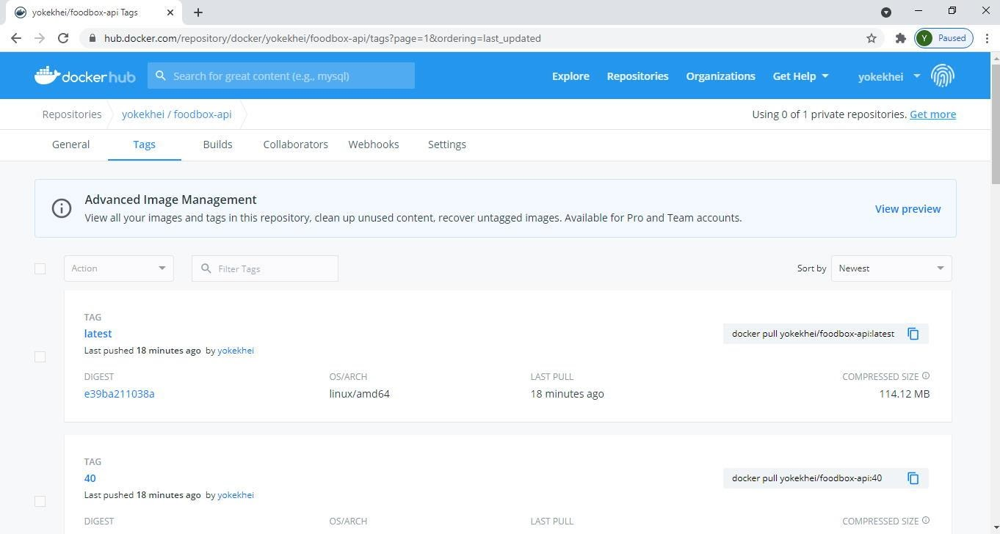 yokekhei/foodbox-api Tags
hub.docker.com/repository/docker/yokekhei/foodbox-api/tags?page=1&ordering=last_updated
Y Paused
dockerhub Search for great content (e.g., mysql) Explore Repositories Organizations Get Help yokekhei
Repositories yokekhei / foodbox-api Using 0 of 1 private repositories. Get more
General Tags Builds Collaborators Webhooks Settings
Advanced Image Management
View all your images and tags in this repository, clean up unused content, recover untagged images. Available for Pro and Team accounts.
View preview
Action Filter Tags Sort by Newest
TAG
latest
docker pull yokekhei/foodbox-api:latest
Last pushed 18 minutes ago by yokekhei
DIGEST OS/ARCH LAST PULL COMPRESSED SIZE
e39ba211038a linux/amd64 18 minutes ago 114.12 MB
TAG
40
docker pull yokekhei/foodbox-api:40
Last pushed 18 minutes ago by yokekhei
DIGEST OS/ARCH LAST PULL COMPRESSED SIZE